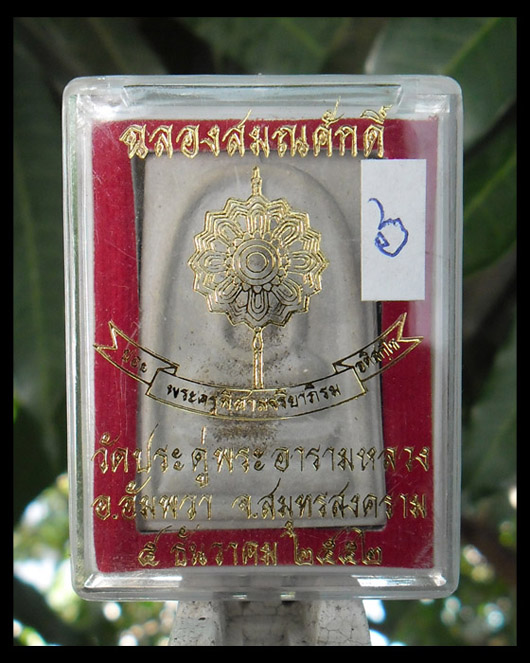 ฉลองสมณศักดิ์
๖
พระครูพิศาลจริยาภิรม
วัดประดู่พระอารามหลวง
อ.อัมพวา จ.สมุทรสงคราม
๕ ธันวาคม ๒๕๕๒